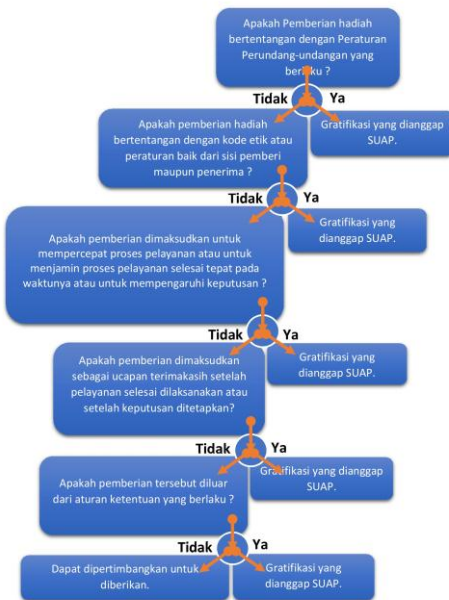 Apakah Pemberian hadiah
bertentangan dengan Peraturan
Perundang-undangan yang
berlaku ?
Tidak
Ya
Apakah pemberian hadiah
bertentangan dengan kode etik atau
peraturan baik dari sisi pemberi
maupun penerima ?
Gratifikasi yang dianggap
SUAP.
Tidak
Ya
Apakah pemberian dimaksudkan untuk
mempercepat proses pelayanan atau untuk
menjamin proses pelayanan selesai tepat pada
waktunya atau untuk mempengaruhi keputusan ?
Gratifikasi yang
dianggap SUAP.
Tidak
Ya
Apakah pemberian dimaksudkan
sebagai ucapan terimakasih setelah
pelayanan selesai dilaksanakan atau
setelah keputusan ditetapkan?
Gratifikasi yang
dianggap SUAP.
Tidak
Ya
Apakah pemberian tersebut diluar
dari aturan ketentuan yang berlaku ?
Gratifikasi yang dianggap
SUAP.
Tidak
Ya
Dapat dipertimbangkan untuk
diberikan.
Gratifikasi yang
dianggap SUAP.